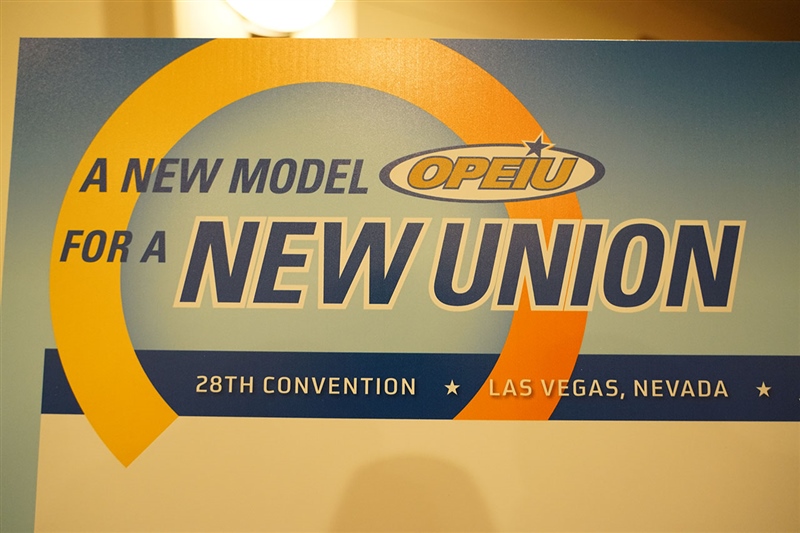 A NEW MODEL OPEIU
FOR A NEW UNION
28TH CONVENTION ★ LAS VEGAS, NEVADA ★